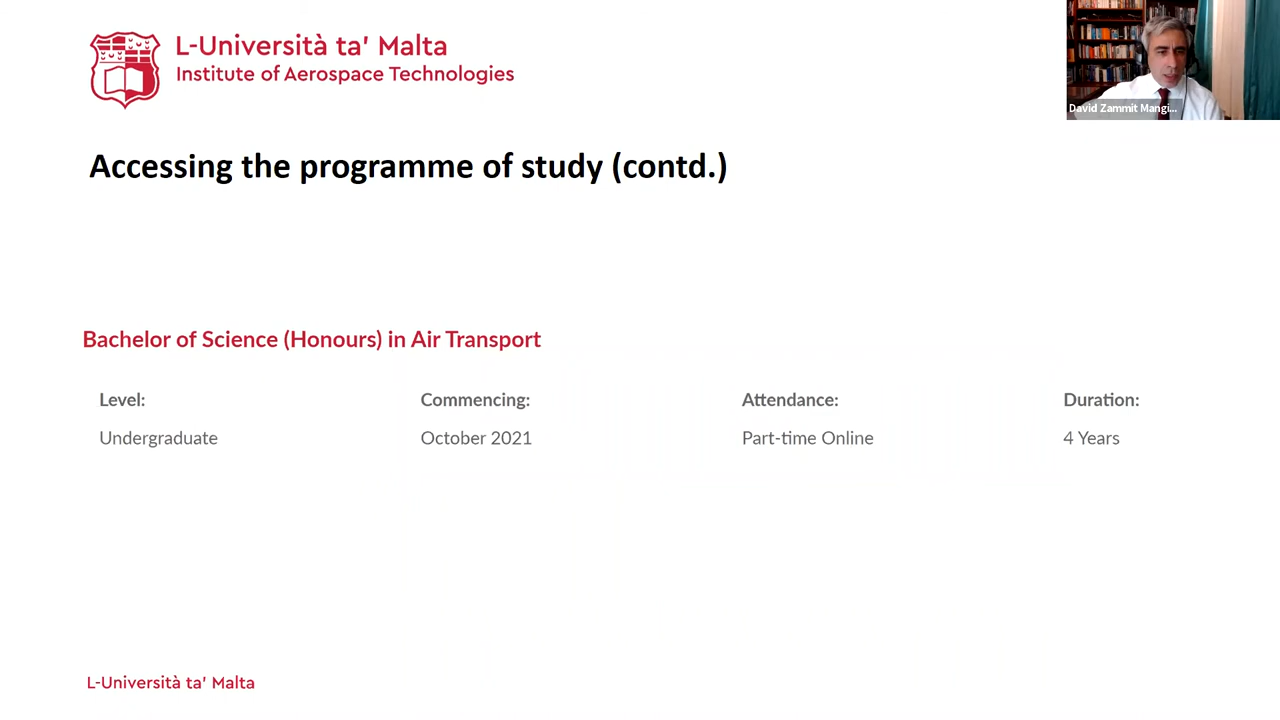 L-Università ta' Malta
Institute of Aerospace Technologies
David Zammit Mangi...
Accessing the programme of study (contd.)
Bachelor of Science (Honours) in Air Transport
Level: Commencing: Attendance: Duration:
Undergraduate October 2021 Part-time Online 4 Years
L-Università ta' Malta